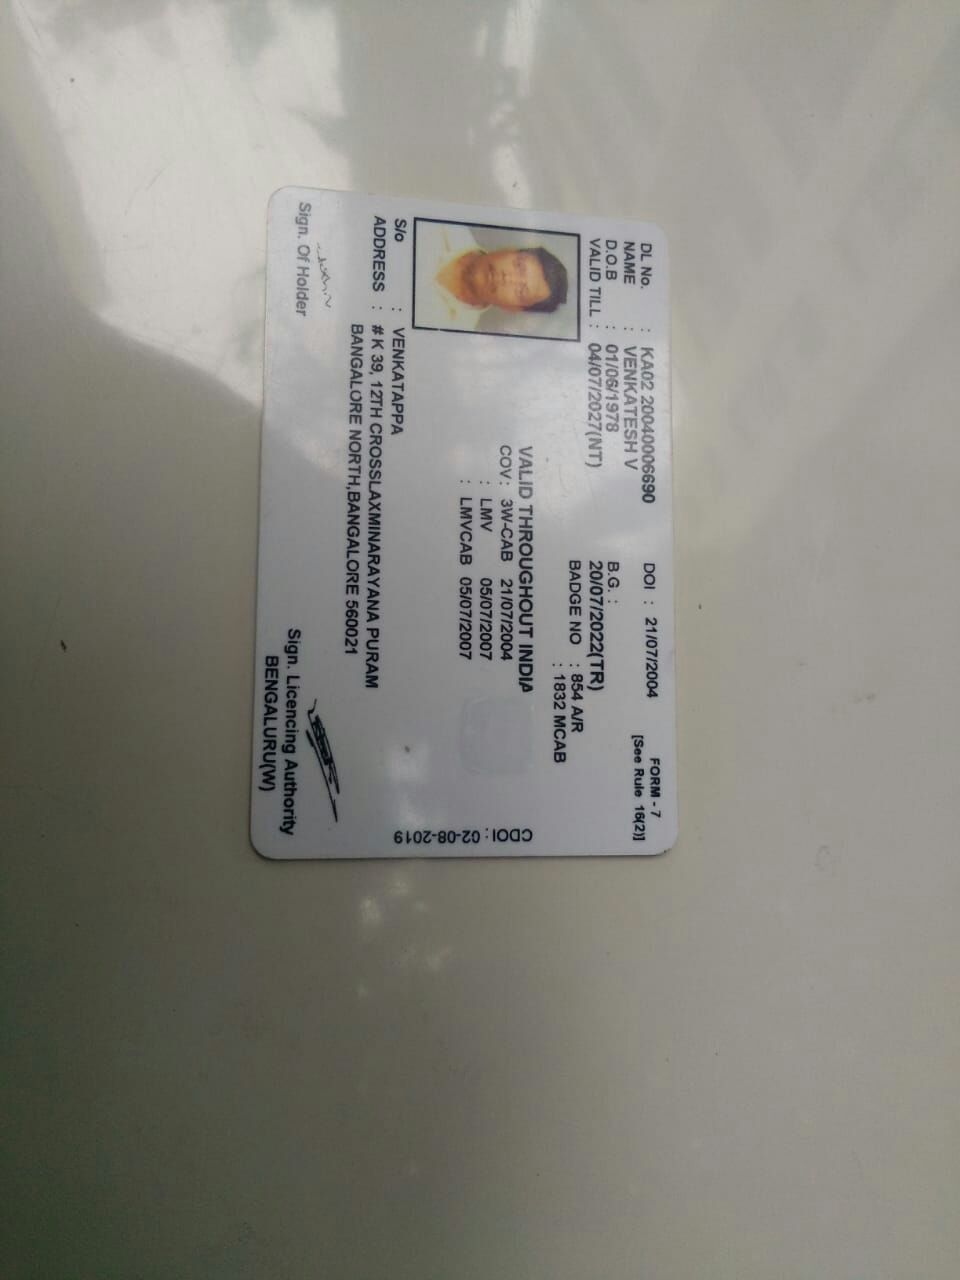 FORM - 7
[See Rule 16(2)]
DL No. : KA02 20040006690 DOI : 21/07/2004
NAME : VENKATESH V
D.O.B : 01/06/1978 B.G. :
VALID TILL : 04/07/2027(NT) 20/07/2022(TR)
BADGE NO : 854 A/R
: 1832 MCAB
VALID THROUGHOUT INDIA
COV : 3W-CAB 21/07/2004
: LMV 05/07/2007
: LMVCAB 05/07/2007
CDOI : 02-08-2019
S/o : VENKATAPPA
ADDRESS : # K 39, 12TH CROSSLAXMINARAYANA PURAM
BANGALORE NORTH,BANGALORE 560021
Sign. Of Holder
Sign. Licencing Authority
BENGALURU(W)